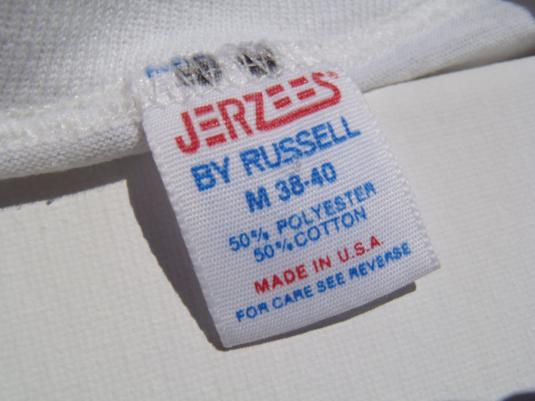 JERZEES
BY RUSSELL
M 38-40
50% POLYESTER
50% COTTON
MADE IN U.S.A.
FOR CARE SEE REVERSE